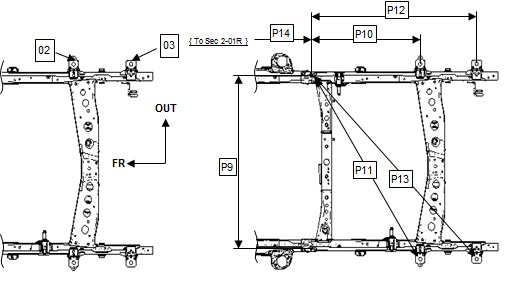 P12
02
03
{ To Sec 2-01R }
P14
P10
OUT
FR
P9
P11
P13